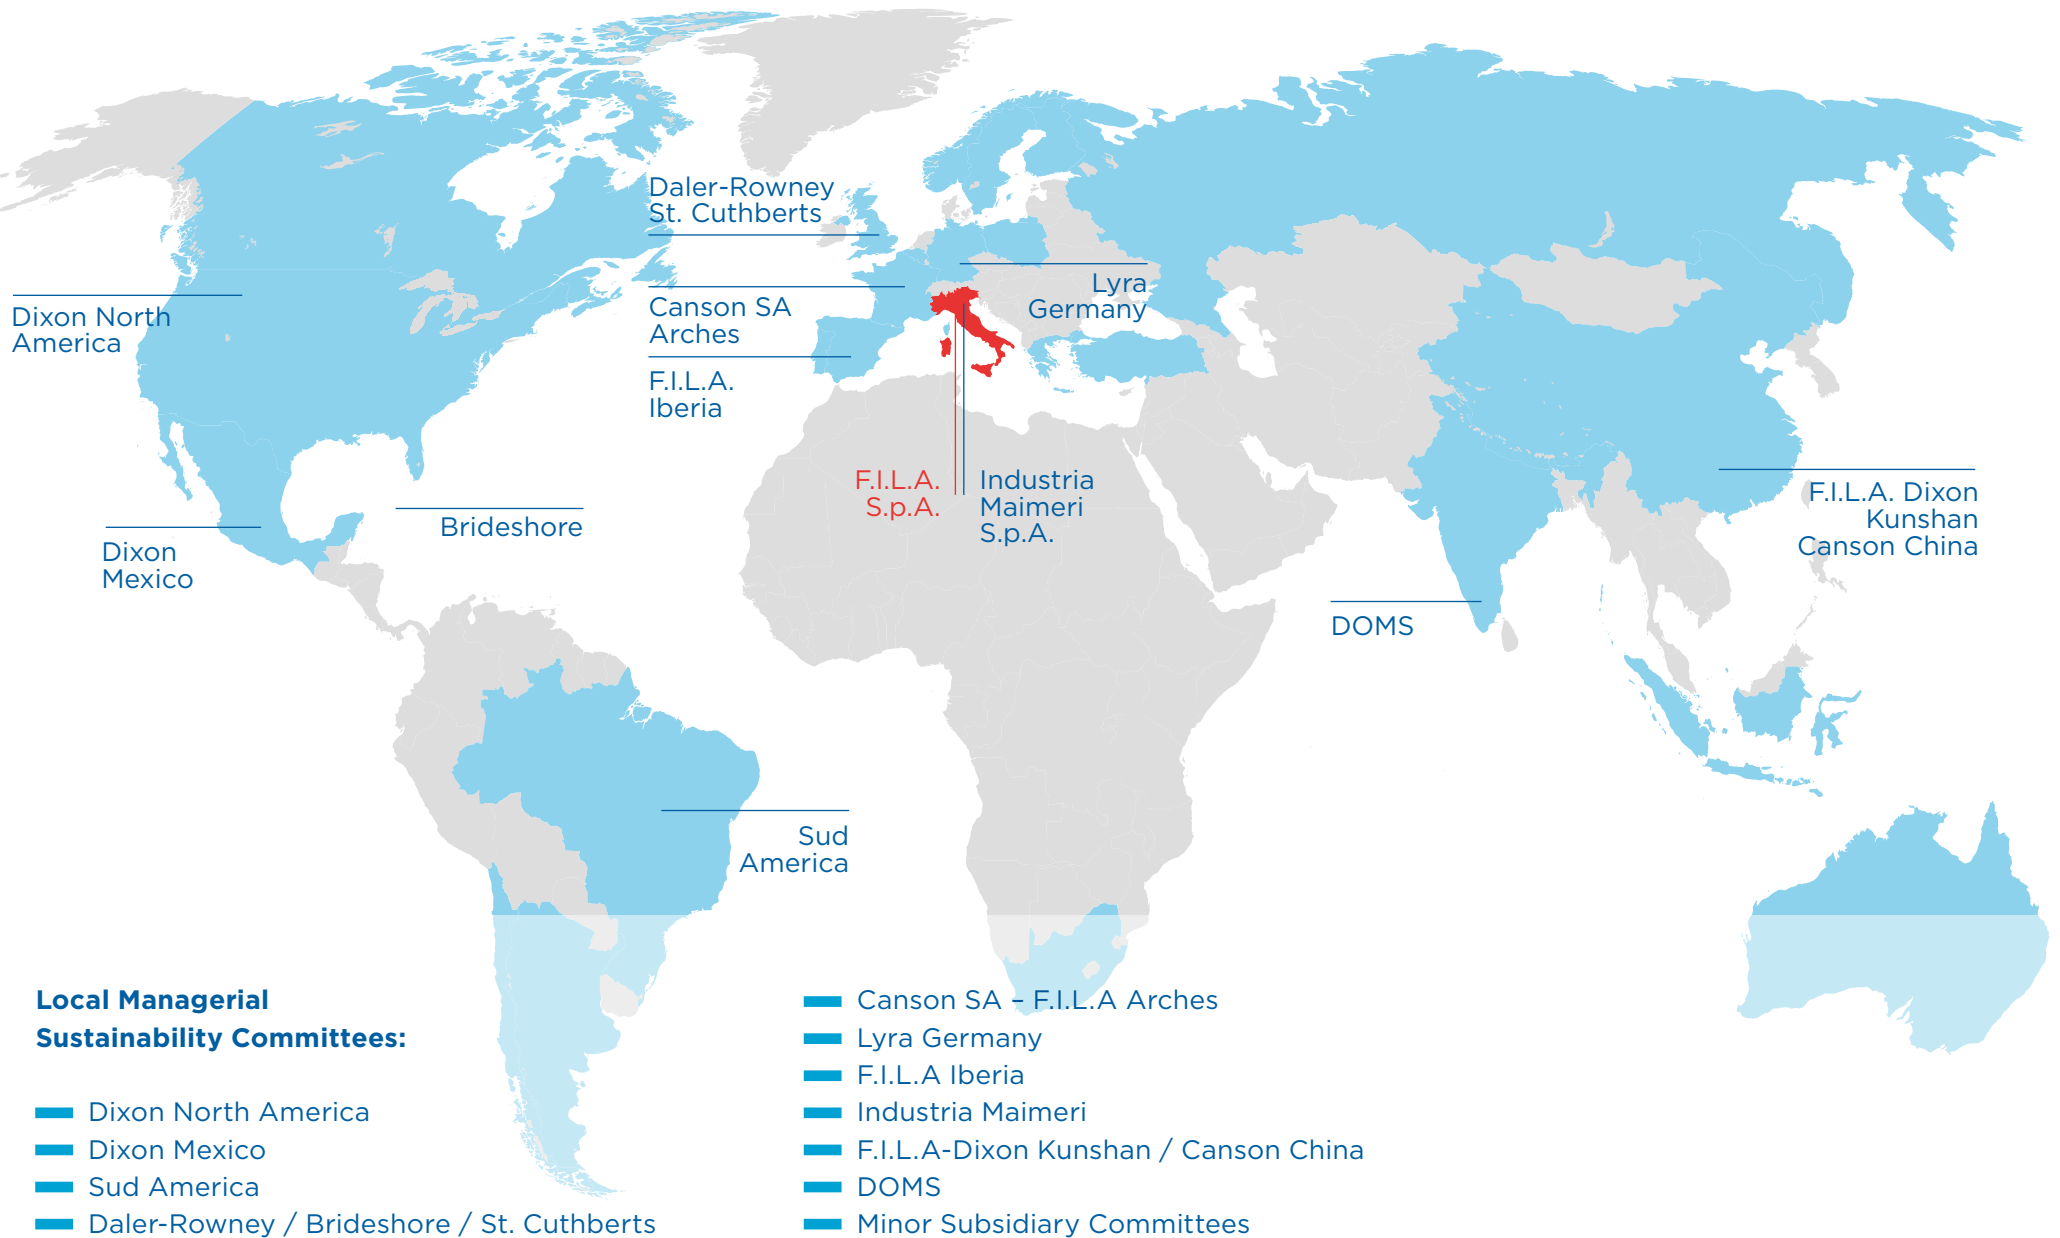 Daler-Rowney
St. Cuthberts
Dixon North
America
Canson SA
Arches
Lyra
Germany
F.I.L.A.
Iberia
F.I.L.A.
S.p.A.
Industria
Maimeri
S.p.A.
Brideshore
Dixon
Mexico
F.I.L.A. Dixon
Kunshan
Canson China
DOMS
Sud
America
Local Managerial
Sustainability Committees:
Dixon North America
Dixon Mexico
Sud America
Daler-Rowney / Brideshore / St. Cuthberts
Canson SA – F.I.L.A Arches
Lyra Germany
F.I.L.A Iberia
Industria Maimeri
F.I.L.A-Dixon Kunshan / Canson China
DOMS
Minor Subsidiary Committees